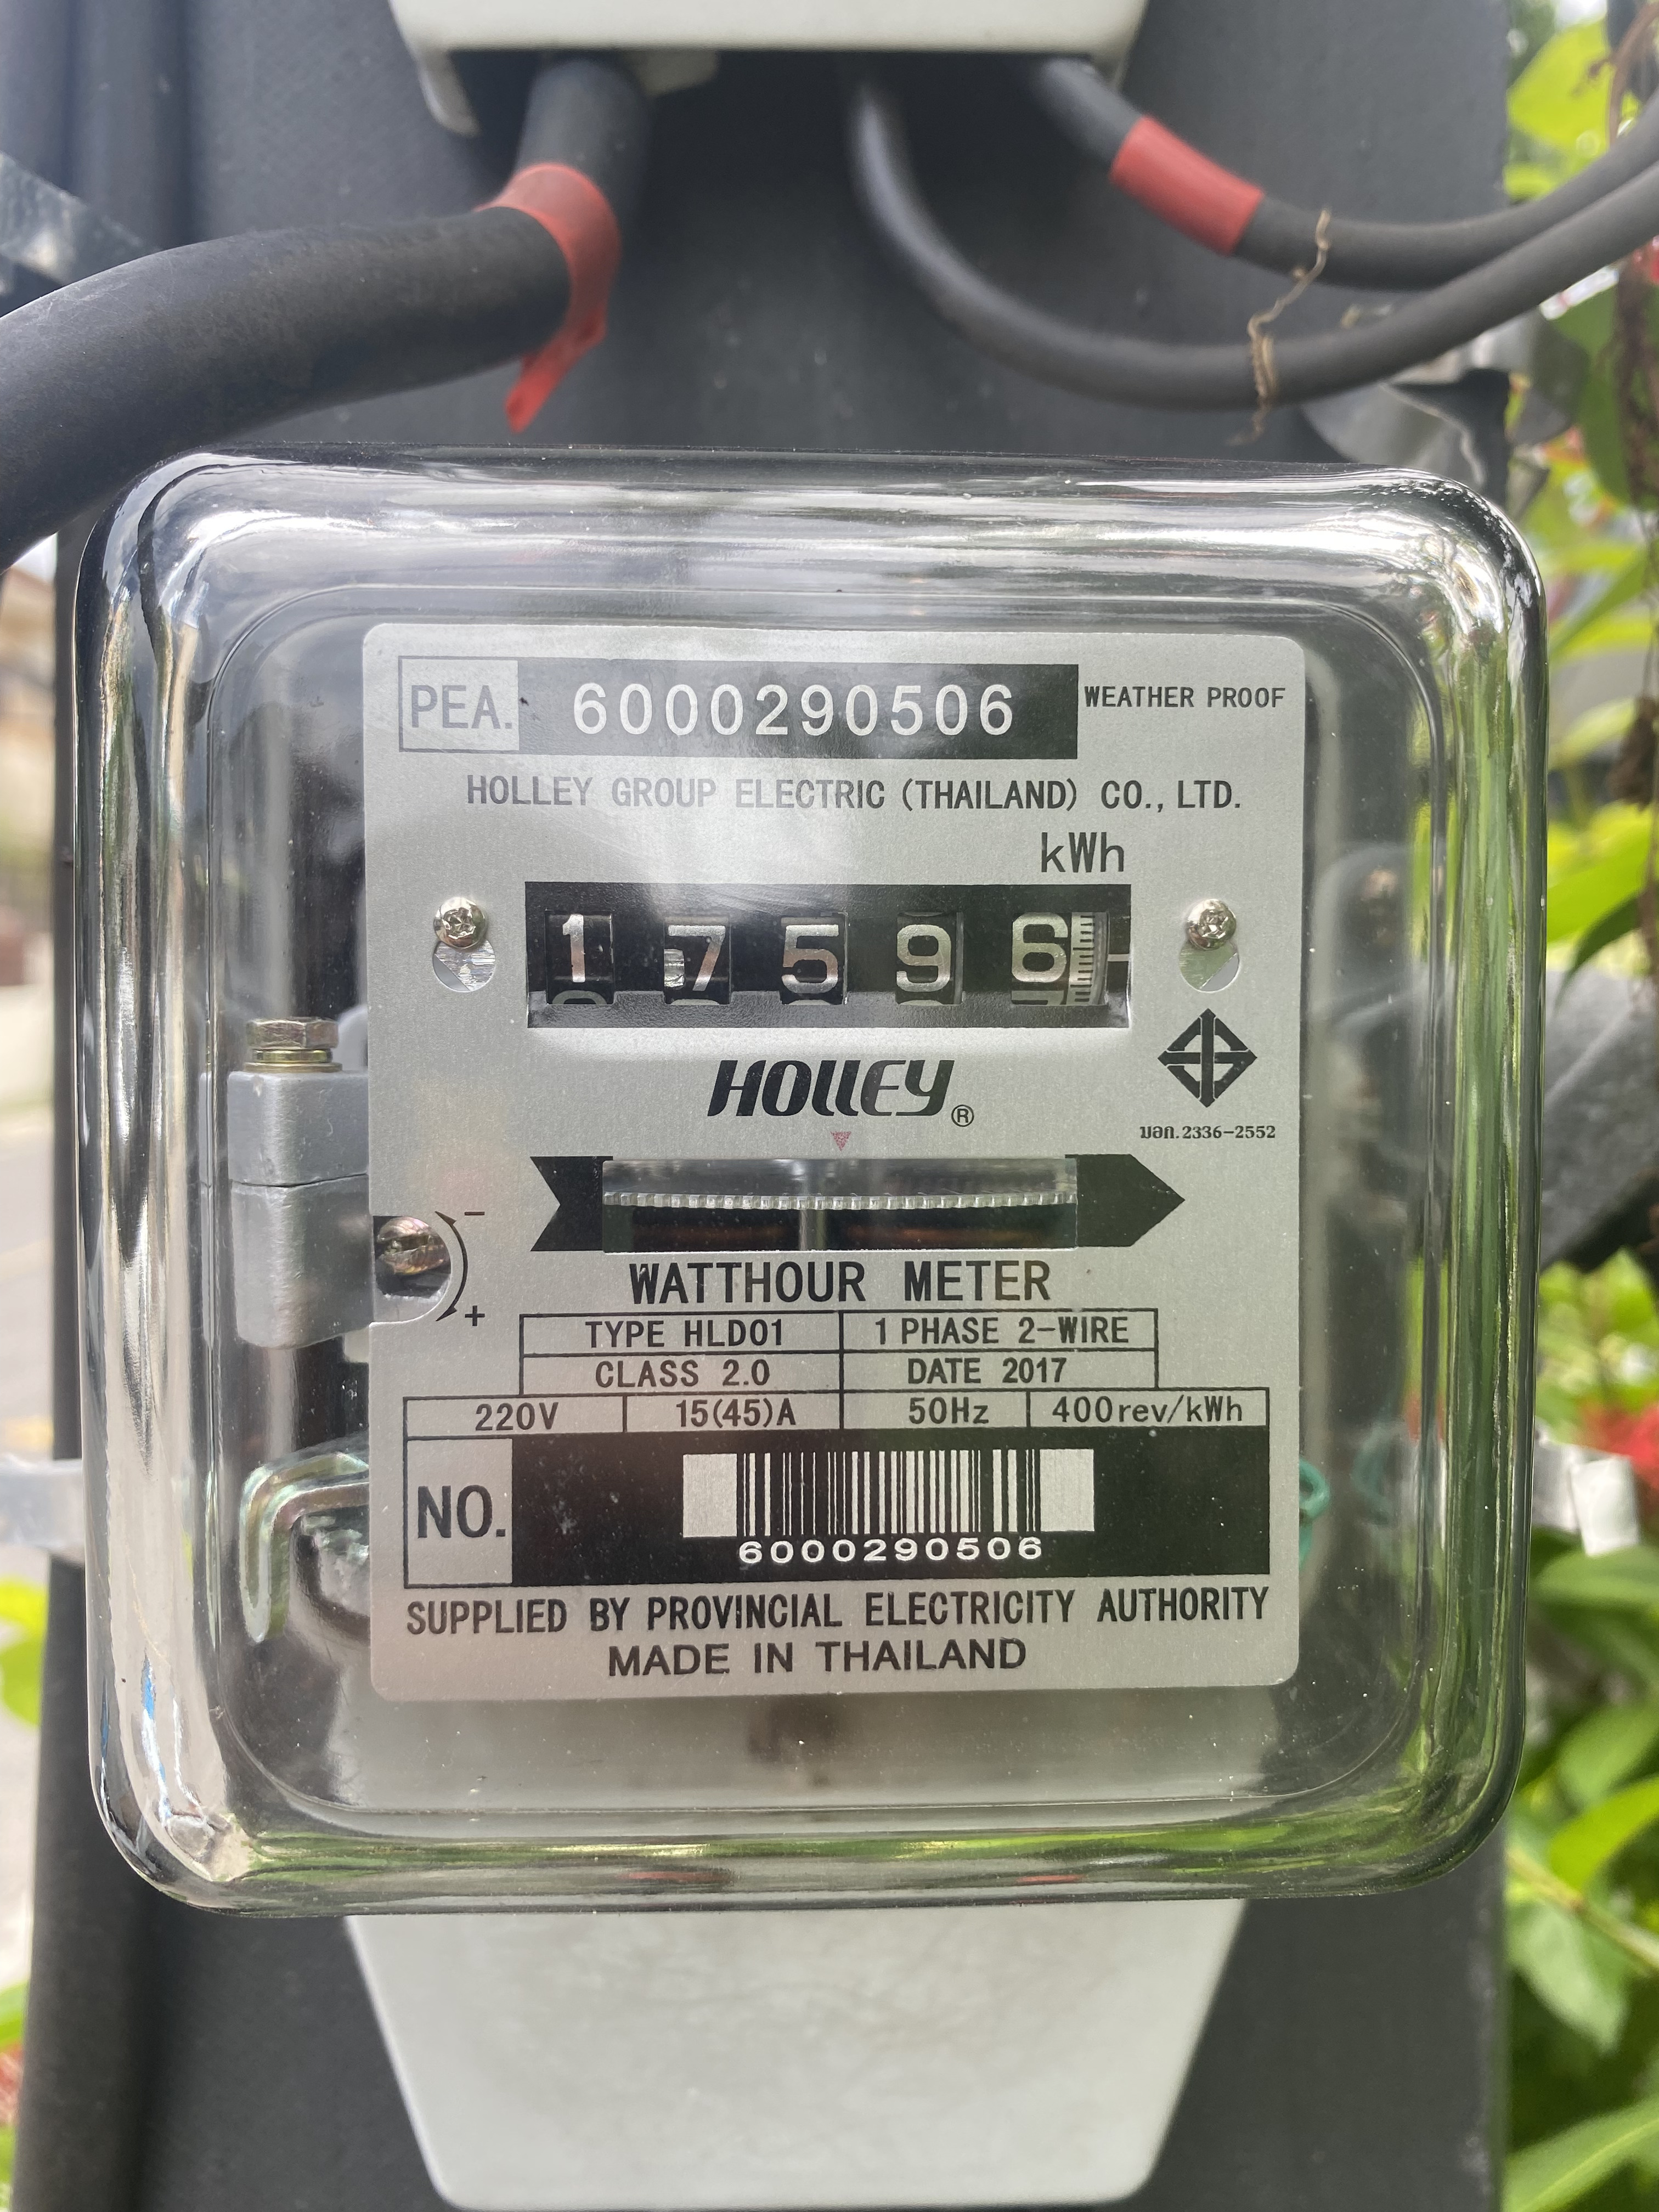 PEA. 6000290506 WEATHER PROOF
HOLLEY GROUP ELECTRIC (THAILAND) CO., LTD.
kWh
1 7 5 9 6
HOLLEY ®
มอก.2336-2552
−
+
WATTHOUR METER
TYPE HLD01 1 PHASE 2-WIRE
CLASS 2.0 DATE 2017
220V 15(45)A 50Hz 400rev/kWh
NO.
6000290506
SUPPLIED BY PROVINCIAL ELECTRICITY AUTHORITY
MADE IN THAILAND